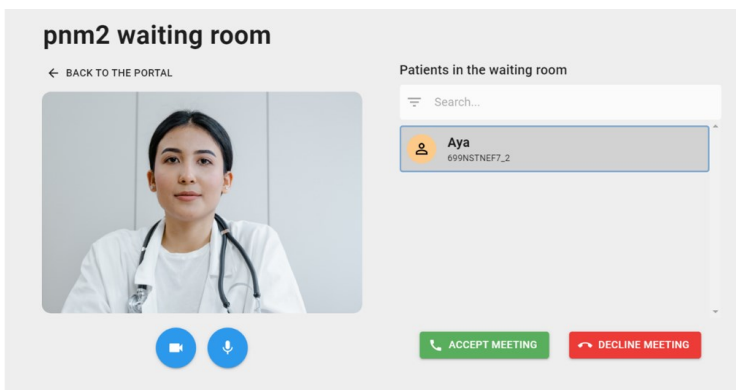 pnm2 waiting room
BACK TO THE PORTAL
Patients in the waiting room
Search...
Aya
699NSTNEF7_2
ACCEPT MEETING
DECLINE MEETING